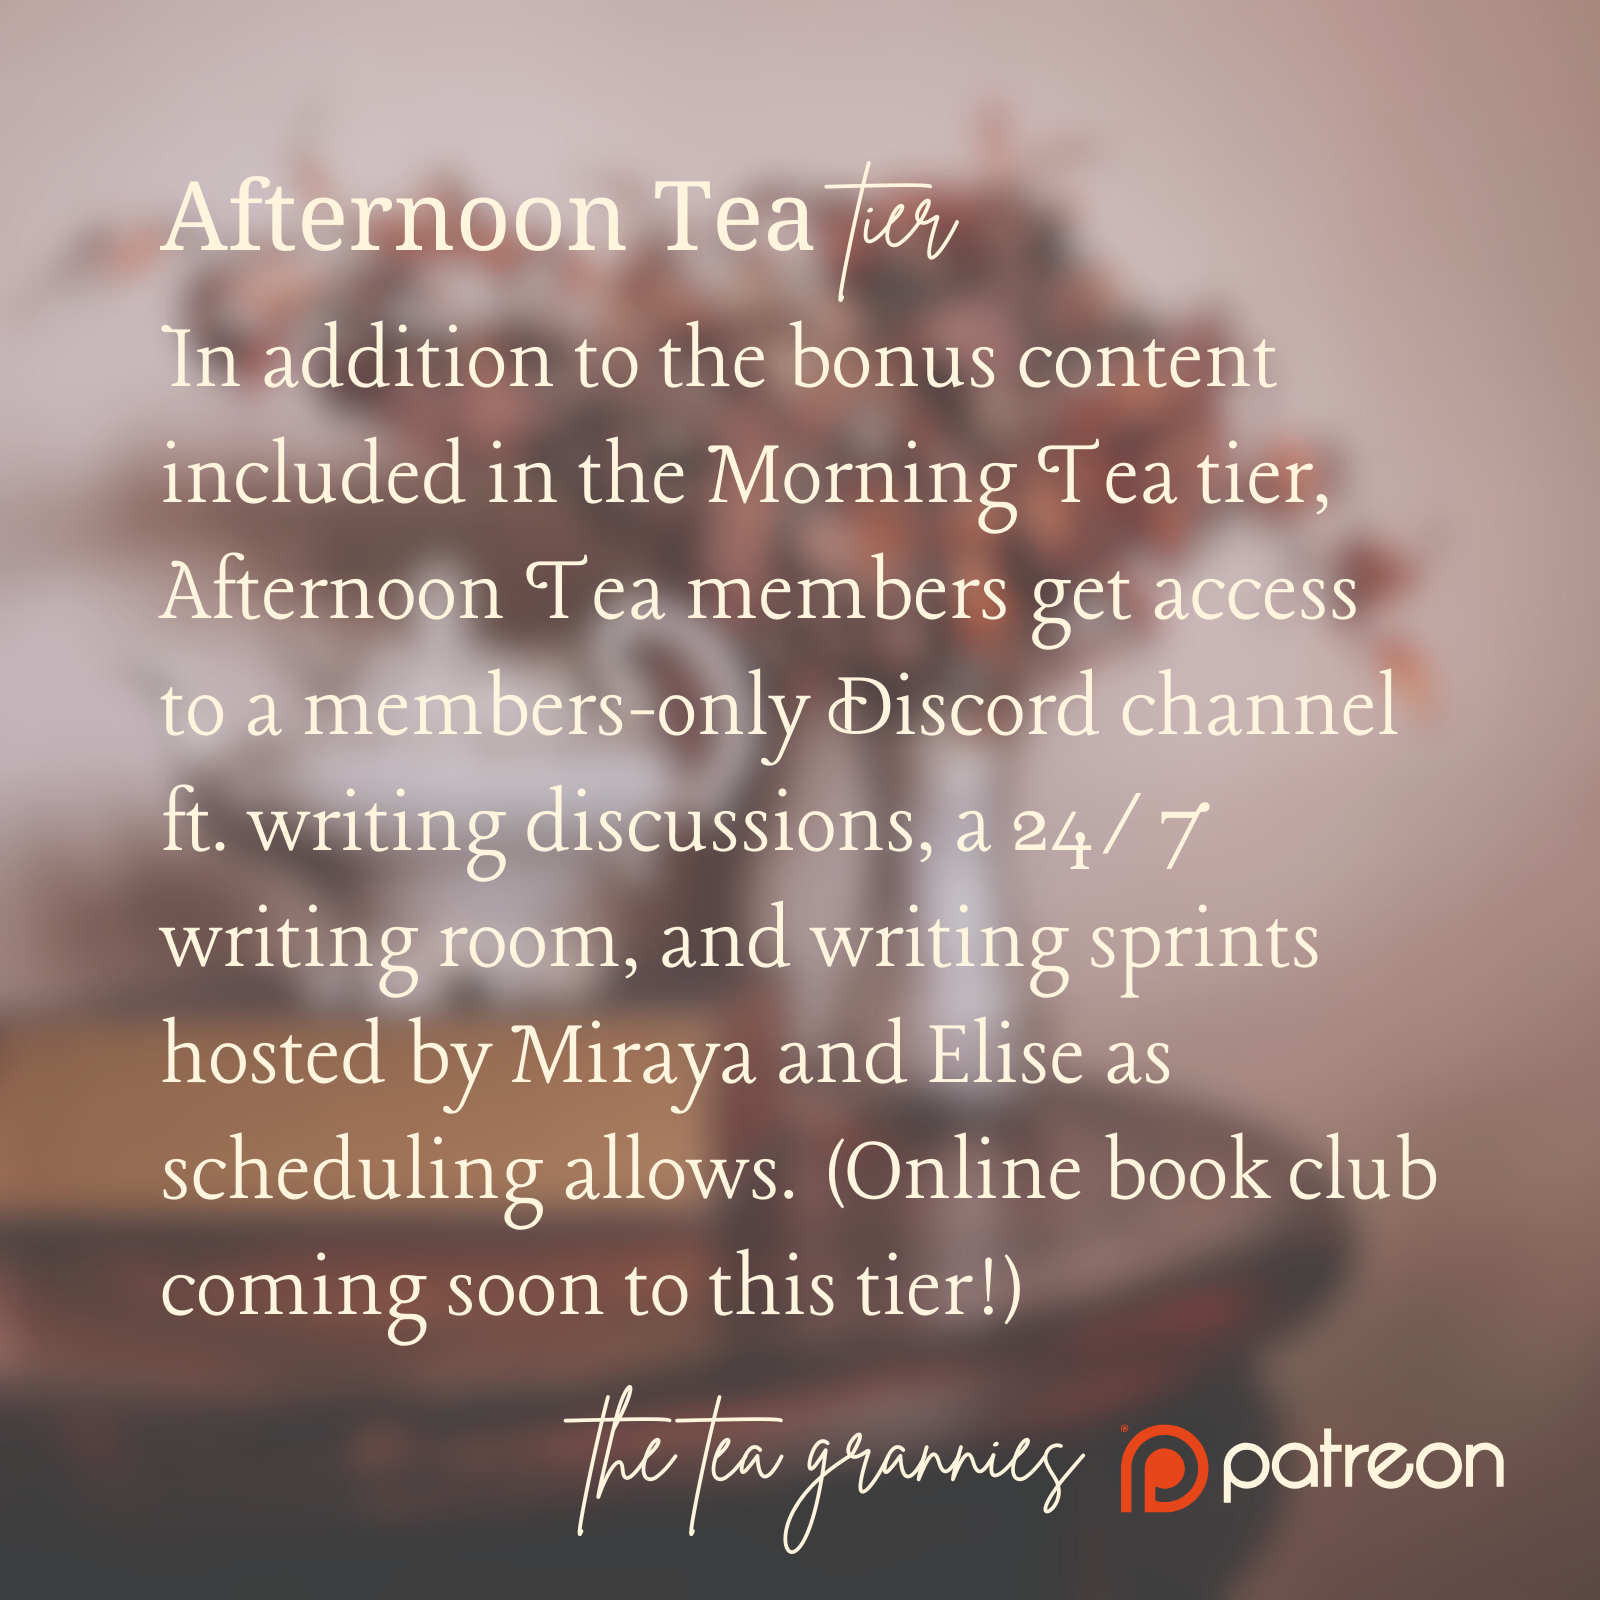 Afternoon Tea tier
In addition to the bonus content
included in the Morning Tea tier,
Afternoon Tea members get access
to a members-only Discord channel
ft. writing discussions, a 24/7
writing room, and writing sprints
hosted by Miraya and Elise as
scheduling allows. (Online book club
coming soon to this tier!)
the tea grannies ® patreon